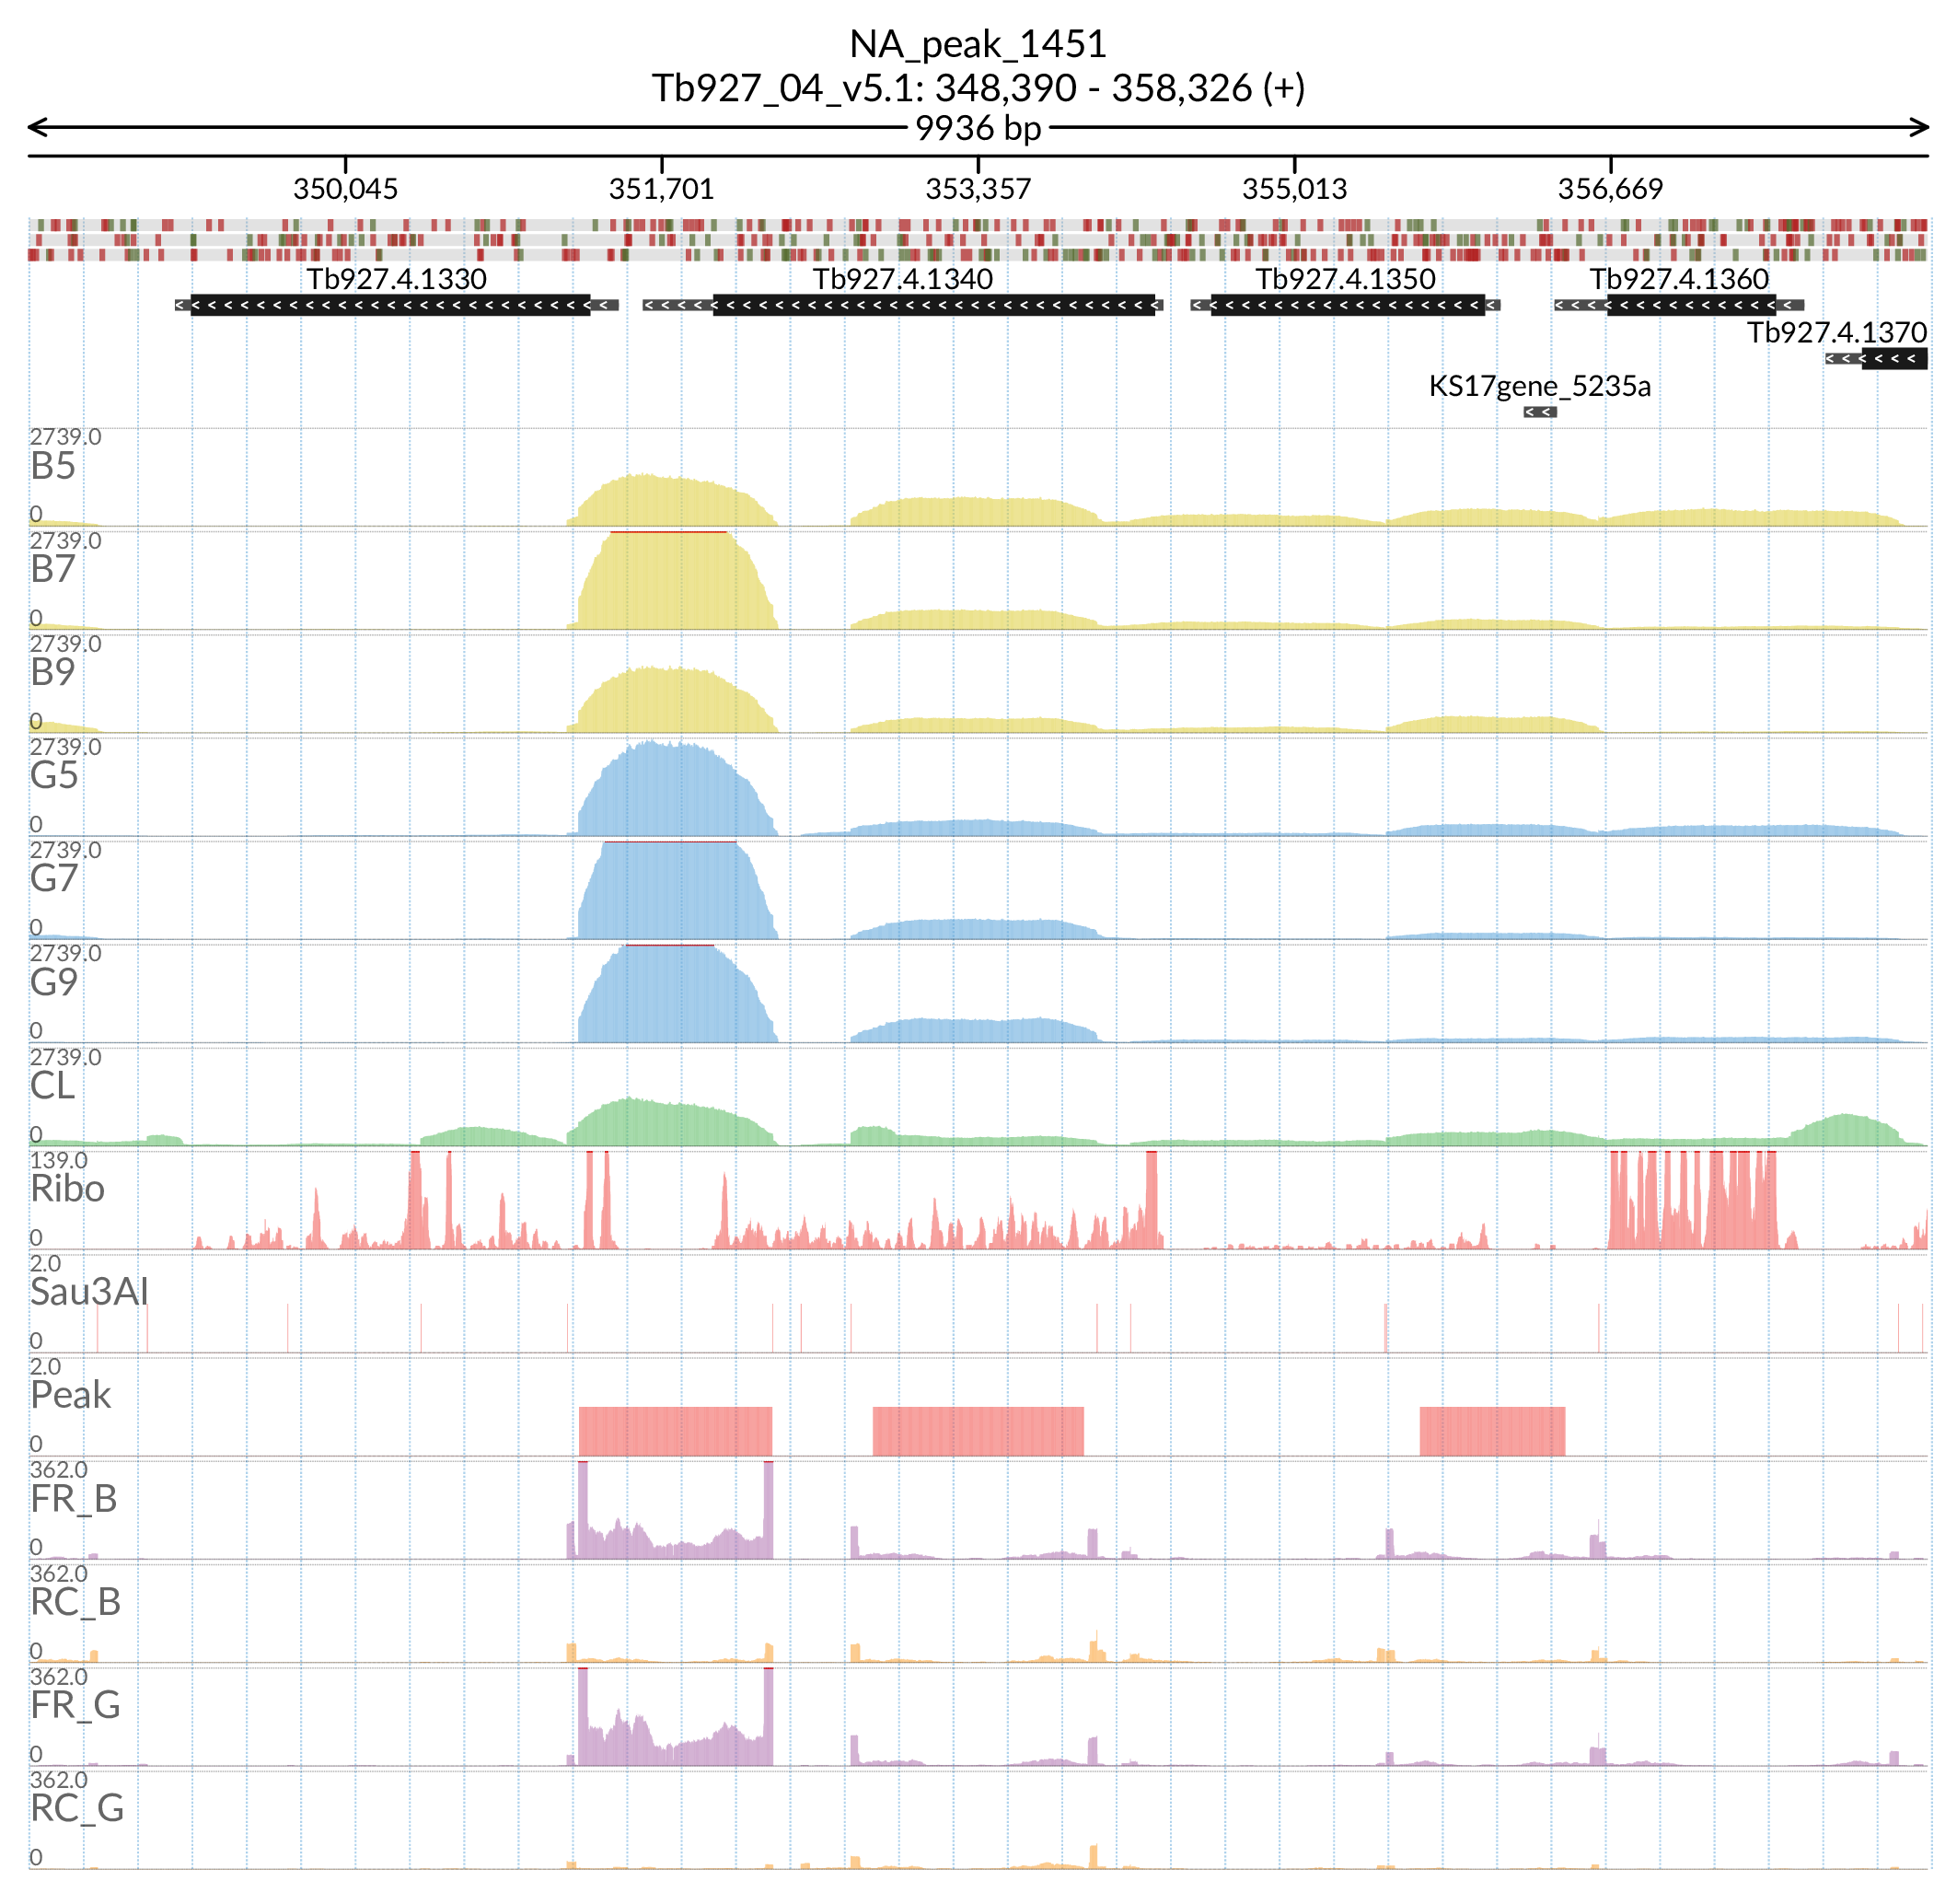 NA_peak_1451
Tb927_04_v5.1: 348,390 - 358,326 (+)
9936 bp
350,045 351,701 353,357 355,013 356,669
Tb927.4.1330 Tb927.4.1340 Tb927.4.1350 Tb927.4.1360
Tb927.4.1370
KS17gene_5235a
2739.0
B5
0
2739.0
B7
0
2739.0
B9
0
2739.0
G5
0
2739.0
G7
0
2739.0
G9
0
2739.0
CL
0
139.0
Ribo
0
2.0
Sau3AI
0
2.0
Peak
0
362.0
FR_B
0
362.0
RC_B
0
362.0
FR_G
0
362.0
RC_G
0